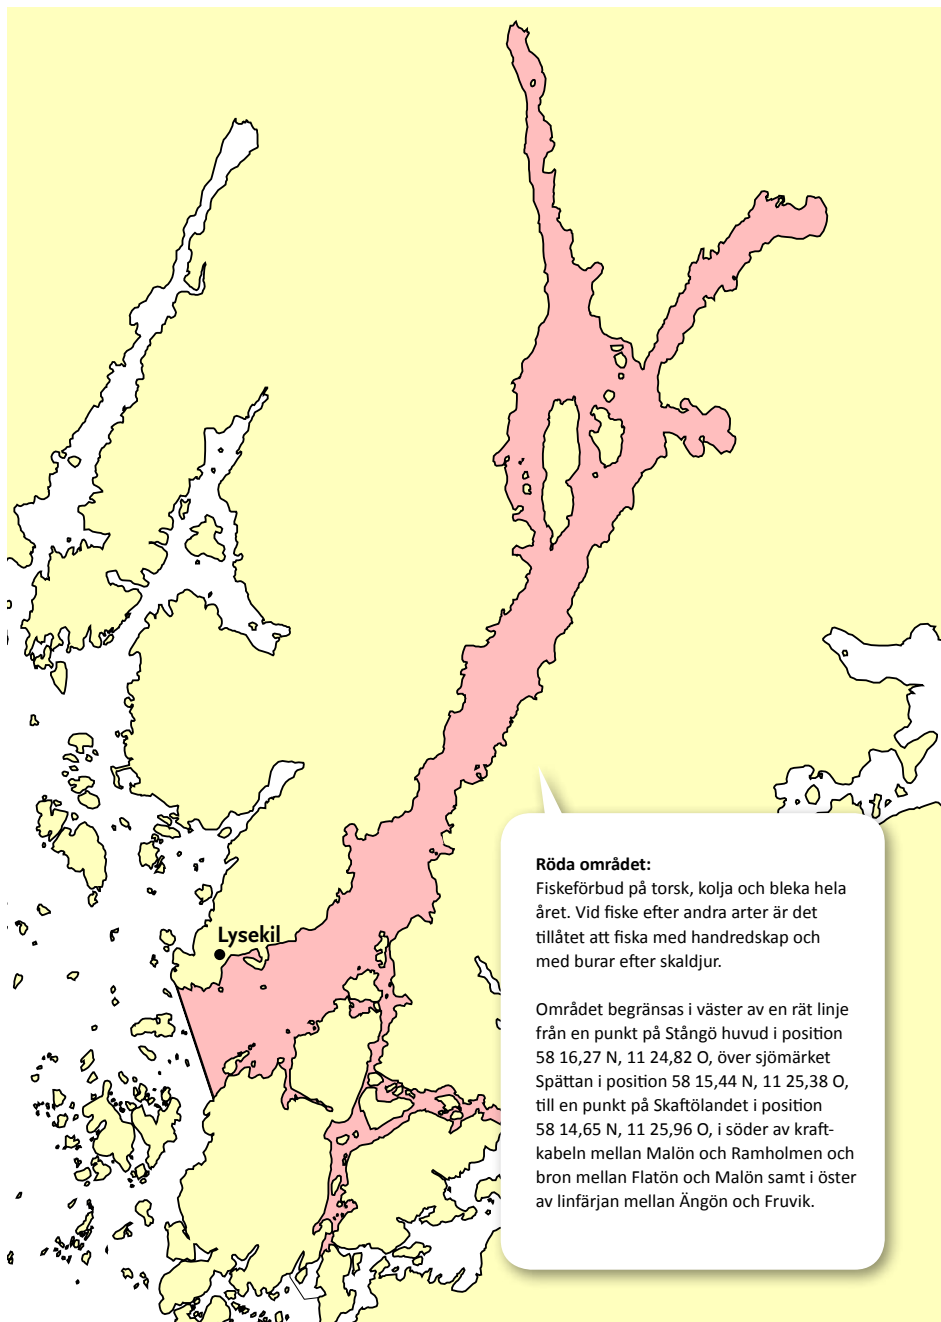 Lysekil
Röda området:
Fiskeförbud på torsk, kolja och bleka hela
året. Vid fiske efter andra arter är det
tillåtet att fiska med handredskap och
med burar efter skaldjur.
Området begränsas i väster av en rät linje
från en punkt på Stångö huvud i position
58 16,27 N, 11 24,82 O, över sjömärket
Spättan i position 58 15,44 N, 11 25,38 O,
till en punkt på Skaftölandet i position
58 14,65 N, 11 25,96 O, i söder av kraft-
kabeln mellan Malön och Ramholmen och
bron mellan Flatön och Malön samt i öster
av linfärjan mellan Ängön och Fruvik.